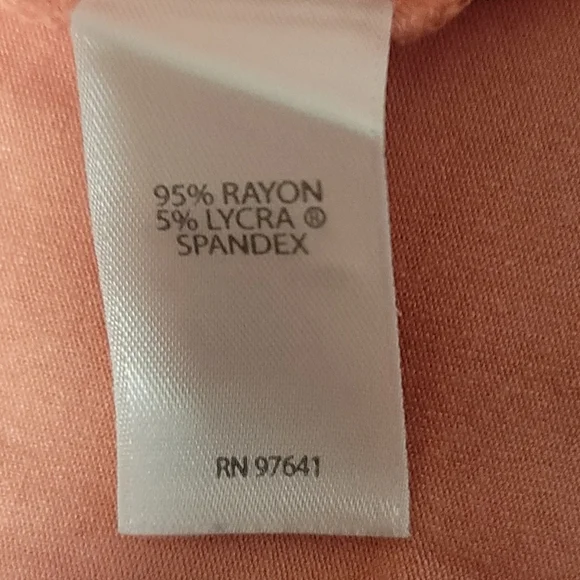 95% RAYON
5% LYCRA ®
SPANDEX
RN 97641